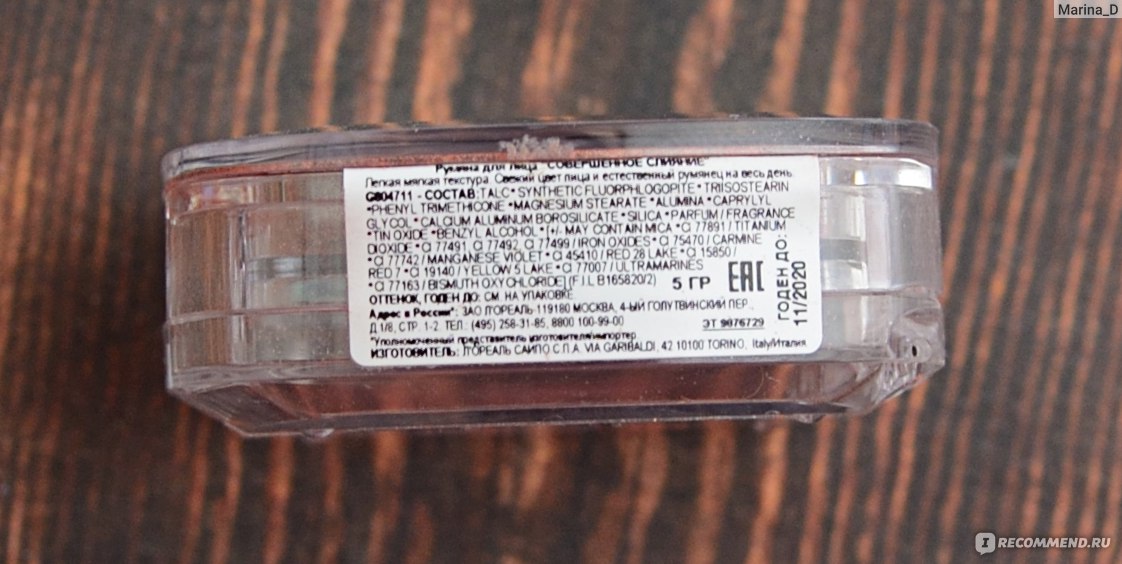 Marina_D
Румяна для лица "СОВЕРШЕННОЕ СЛИЯНИЕ"
Легкая мягкая текстура. Свежий цвет лица и естественный румянец на весь день.
G804711 - СОСТАВ: TALC • SYNTHETIC FLUORPHLOGOPITE • TRIISOSTEARIN
• PHENYL TRIMETHICONE • MAGNESIUM STEARATE • ALUMINA • CAPRYLYL
GLYCOL • CALCIUM ALUMINUM BOROSILICATE • SILICA • PARFUM / FRAGRANCE
• TIN OXIDE • BENZYL ALCOHOL • [+/- MAY CONTAIN MICA • CI 77891 / TITANIUM
DIOXIDE • CI 77491, CI 77492, CI 77499 / IRON OXIDES • CI 75470 / CARMINE
• CI 77742 / MANGANESE VIOLET • CI 45410 / RED 28 LAKE • CI 15850 /
RED 7 • CI 19140 / YELLOW 5 LAKE • CI 77007 / ULTRAMARINES
• CI 77163 / BISMUTH OXYCHLORIDE] (F.I.L. B165820/2) 5 ГР EAC
ОТТЕНОК, ГОДЕН ДО: СМ. НА УПАКОВКЕ
Адрес в России*: ЗАО Л'ОРЕАЛЬ 119180 МОСКВА, 4-ЫЙ ГОЛУТВИНСКИЙ ПЕР.,
Д.1/8, СТР. 1-2. ТЕЛ.: (495) 258-31-85, 8800 100-99-00 ЭТ 9876729
*Уполномоченный представитель изготовителя/импортер
ИЗГОТОВИТЕЛЬ: Л'ОРЕАЛЬ САИПО С.П.А. VIA GARIBALDI, 42 10100 TORINO, Italy/Италия
ГОДЕН ДО:
11/2020
IRECOMMEND.RU